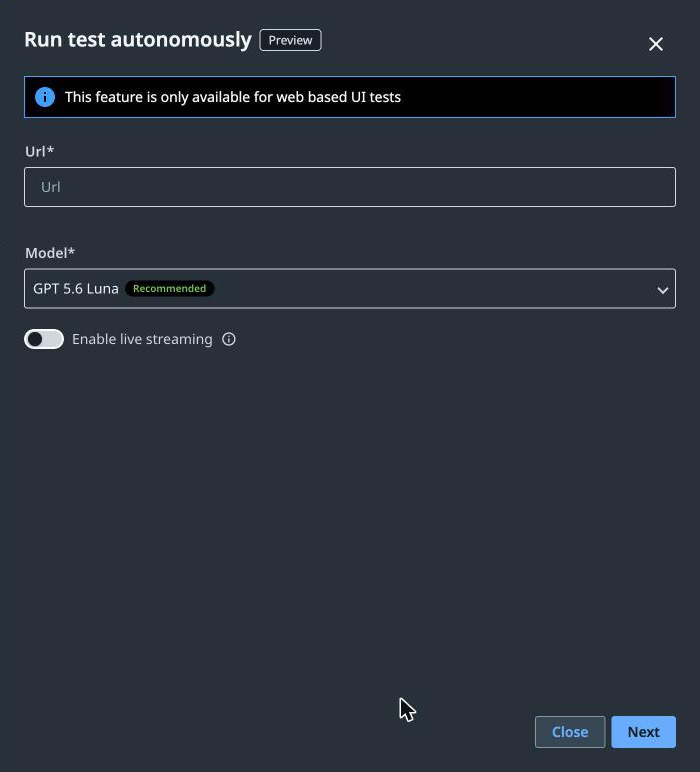 Run test autonomously Preview
This feature is only available for web based UI tests
Url*
Url
Model*
GPT 5.6 Luna Recommended
Enable live streaming
Close Next